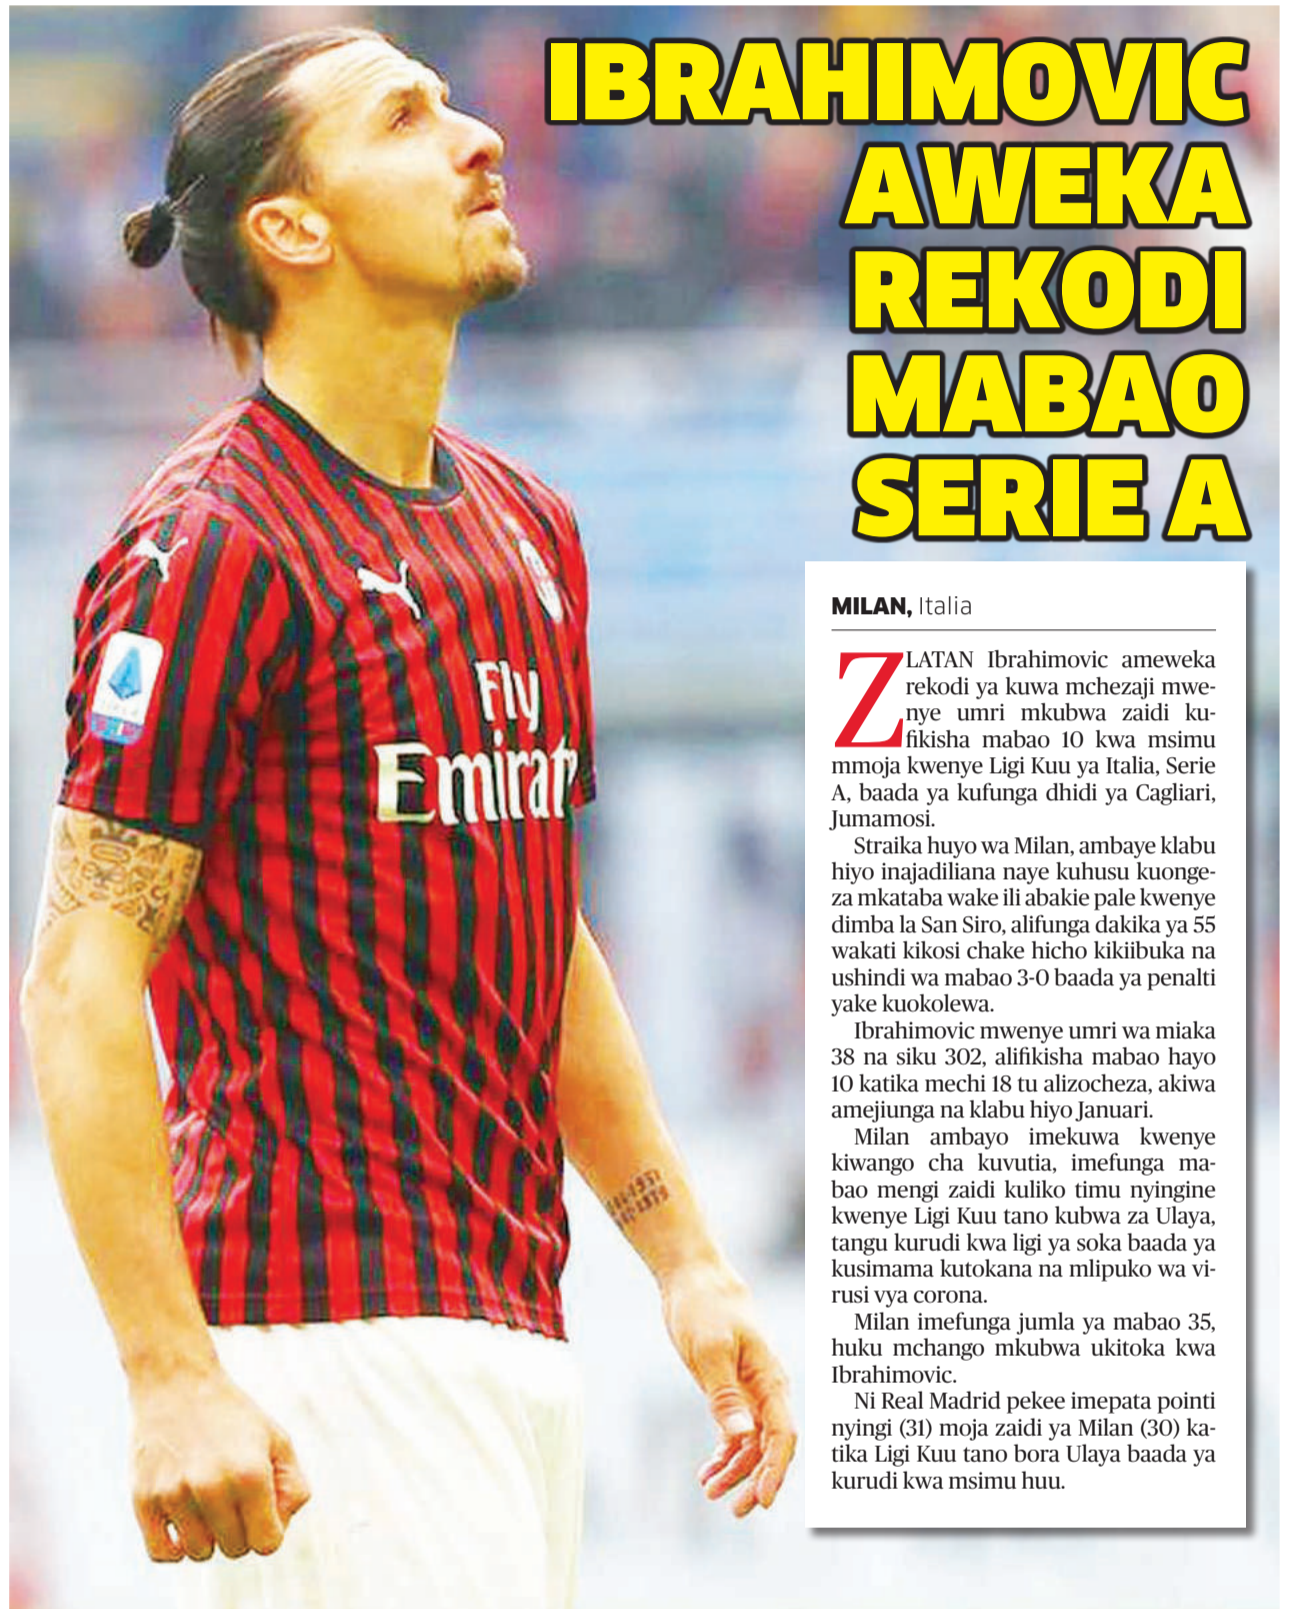 IBRAHIMOVIC
AWEKA
REKODI
MABAO
SERIE A
MILAN, Italia
ZLATAN Ibrahimovic ameweka
rekodi ya kuwa mchezaji mwe-
nye umri mkubwa zaidi ku-
fikisha mabao 10 kwa msimu
mmoja kwenye Ligi Kuu ya Italia, Serie
A, baada ya kufunga dhidi ya Cagliari,
Jumamosi.
Straika huyo wa Milan, ambaye klabu
hiyo inajadiliana naye kuhusu kuonge-
za mkataba wake ili abakie pale kwenye
dimba la San Siro, alifunga dakika ya 55
wakati kikosi chake hicho kikiibuka na
ushindi wa mabao 3-0 baada ya penalti
yake kuokolewa.
Ibrahimovic mwenye umri wa miaka
38 na siku 302, alifikisha mabao hayo
10 katika mechi 18 tu alizocheza, akiwa
amejiunga na klabu hiyo Januari.
Milan ambayo imekuwa kwenye
kiwango cha kuvutia, imefunga ma-
bao mengi zaidi kuliko timu nyingine
kwenye Ligi Kuu tano kubwa za Ulaya,
tangu kurudi kwa ligi ya soka baada ya
kusimama kutokana na mlipuko wa vi-
rusi vya corona.
Milan imefunga jumla ya mabao 35,
huku mchango mkubwa ukitoka kwa
Ibrahimovic.
Ni Real Madrid pekee imepata pointi
nyingi (31) moja zaidi ya Milan (30) ka-
tika Ligi Kuu tano bora Ulaya baada ya
kurudi kwa msimu huu.
Fly
Emirat